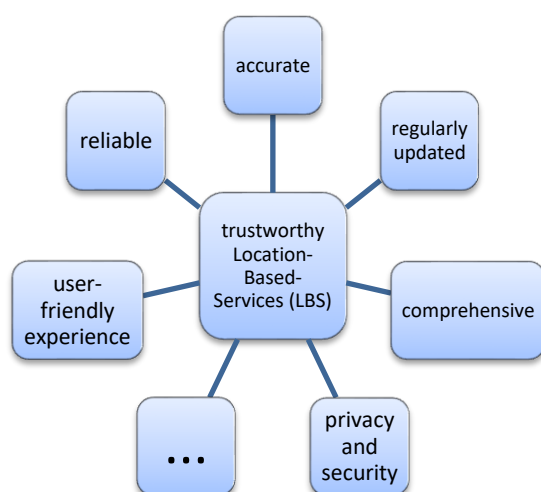 accurate
regularly
updated
comprehensive
privacy
and
security
...
user-
friendly
experience
reliable
trustworthy
Location-
Based-
Services (LBS)